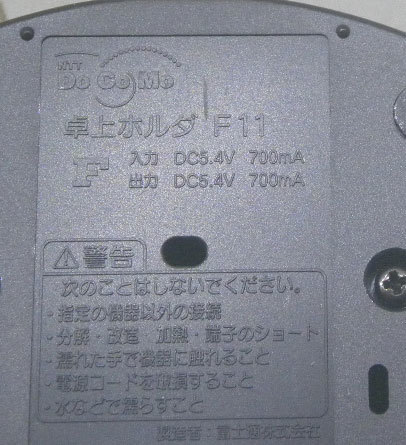 NTT
DoCoMo
卓上ホルダ F11
F 入力 DC5.4V 700mA
出力 DC5.4V 700mA
警告
次のことはしないでください。
・指定の機器以外の接続
・分解・改造 加熱・端子のショート
・濡れた手で機器に触れること
・電源コードを破損すること
・水などで濡らすこと
製造者:富士通株式会社